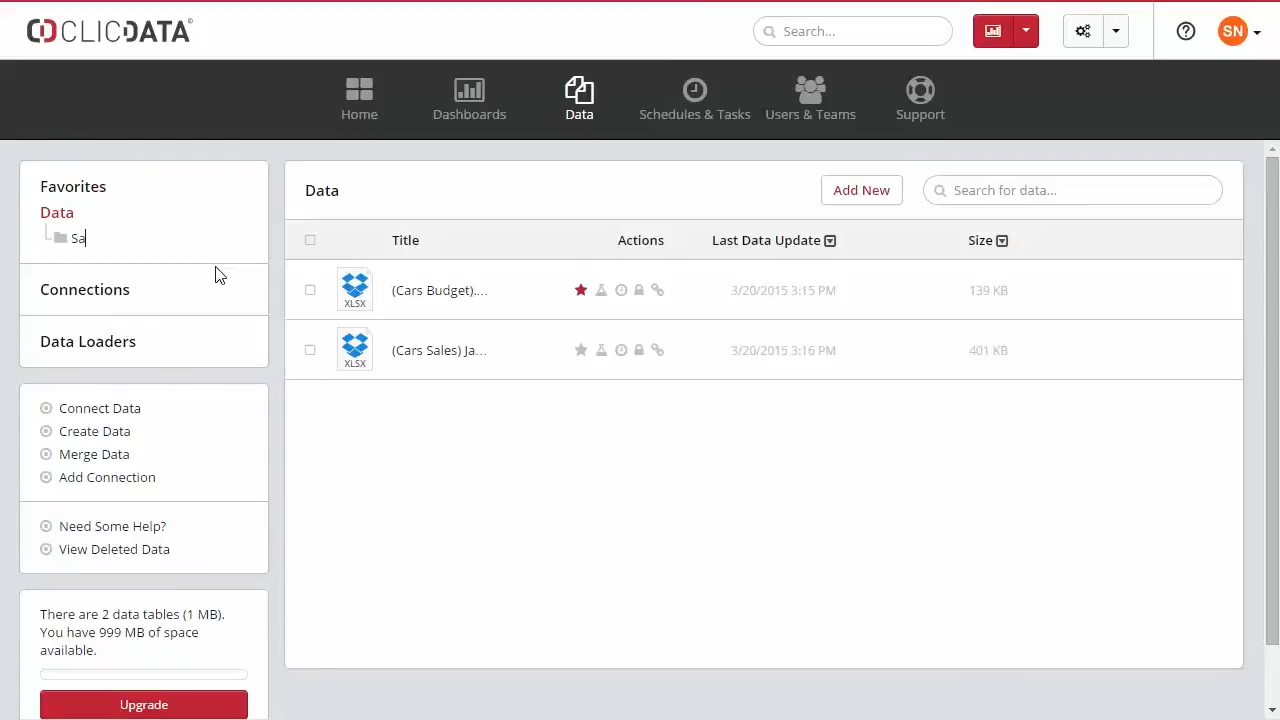 CLICDATA®
Search...
SN
Home
Dashboards
Data
Schedules & Tasks
Users & Teams
Support
Favorites
Data
Sa
Connections
Data Loaders
Connect Data
Create Data
Merge Data
Add Connection
Need Some Help?
View Deleted Data
There are 2 data tables (1 MB).
You have 999 MB of space
available.
Upgrade
Data
Add New
Search for data...
Title
Actions
Last Data Update
Size
XLSX
(Cars Budget)....
3/20/2015 3:15 PM
139 KB
XLSX
(Cars Sales) Ja...
3/20/2015 3:16 PM
401 KB